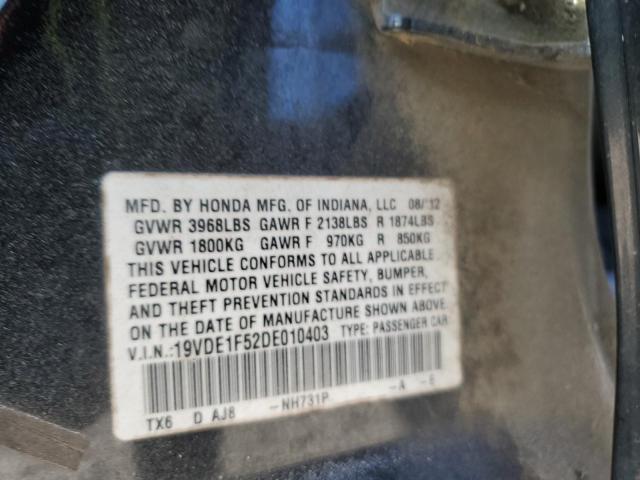 MFD. BY HONDA MFG. OF INDIANA, LLC 08/12
GVWR 3968LBS GAWR F 2138LBS R 1874LBS
GVWR 1800KG GAWR F 970KG R 850KG
THIS VEHICLE CONFORMS TO ALL APPLICABLE
FEDERAL MOTOR VEHICLE SAFETY, BUMPER,
AND THEFT PREVENTION STANDARDS IN EFFECT
ON THE DATE OF MANUFACTURE SHOWN ABOVE.
V.I.N.:19VDE1F52DE010403 TYPE: PASSENGER CAR
TX6 D AJ8 -NH731P -A -6